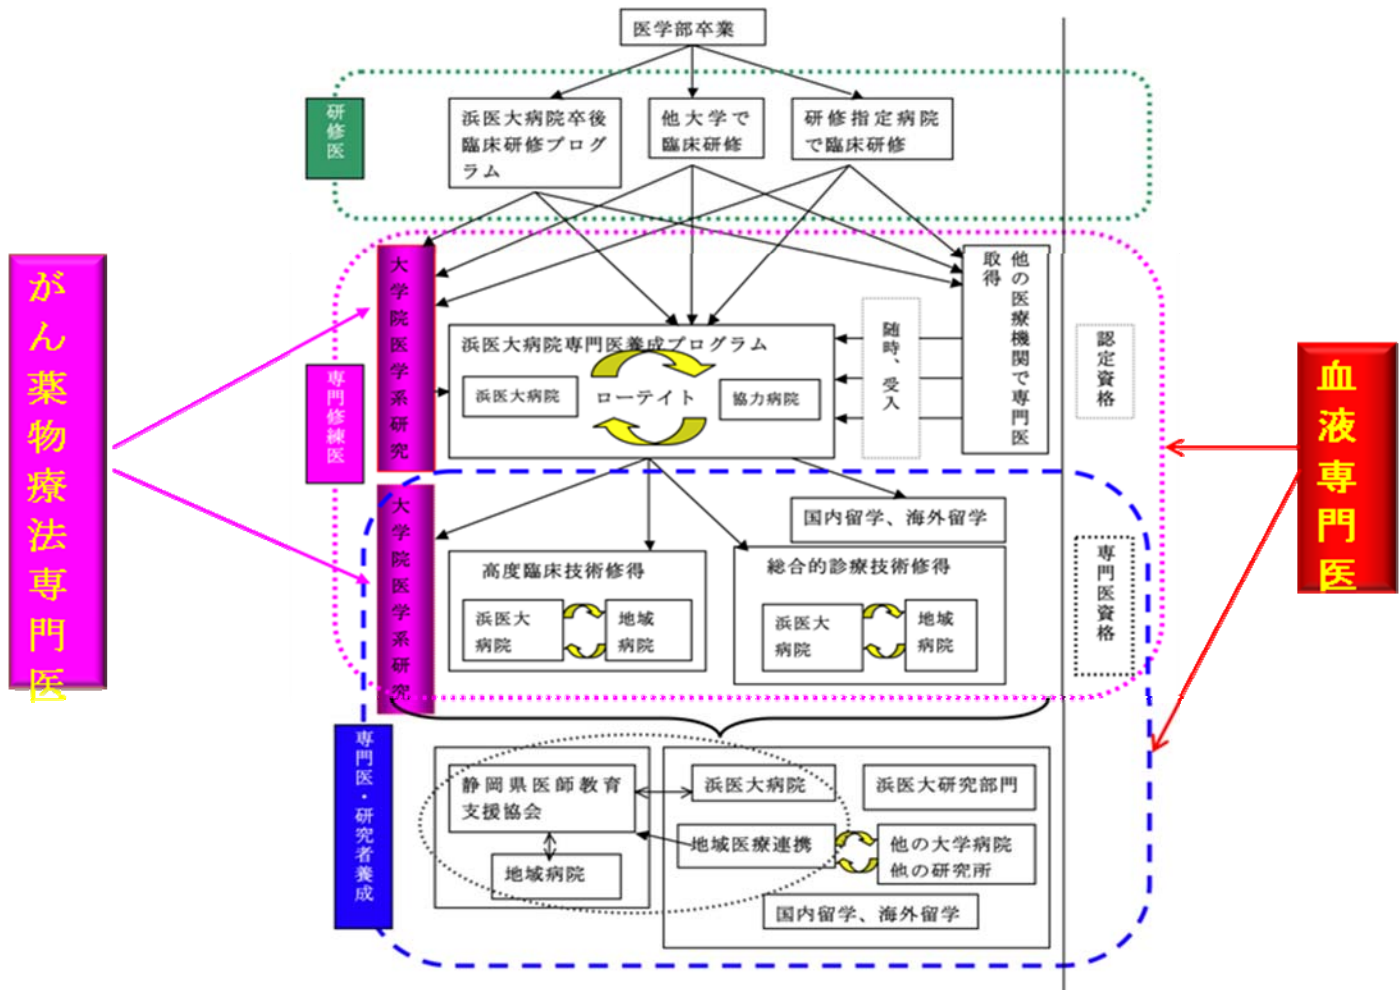 医学部卒業
研修医
浜医大病院卒後
臨床研修プログ
ラム
他大学で
臨床研修
研修指定病院
で臨床研修
がん薬物療法専門医
大学院医学系研究
他の医療機関で専門医
取得
浜医大病院専門医養成プログラム
随時、受入
認定資格
血液専門医
専門修練医
浜医大病院
ローテイト
協力病院
大学院医学系研究
国内留学、海外留学
高度臨床技術修得
総合的診療技術修得
専門医資格
浜医大
病院
地域
病院
浜医大
病院
地域
病院
専門医・研究者養成
静岡県医師教育
支援協会
浜医大病院
浜医大研究部門
地域医療連携
他の大学病院
他の研究所
地域病院
国内留学、海外留学